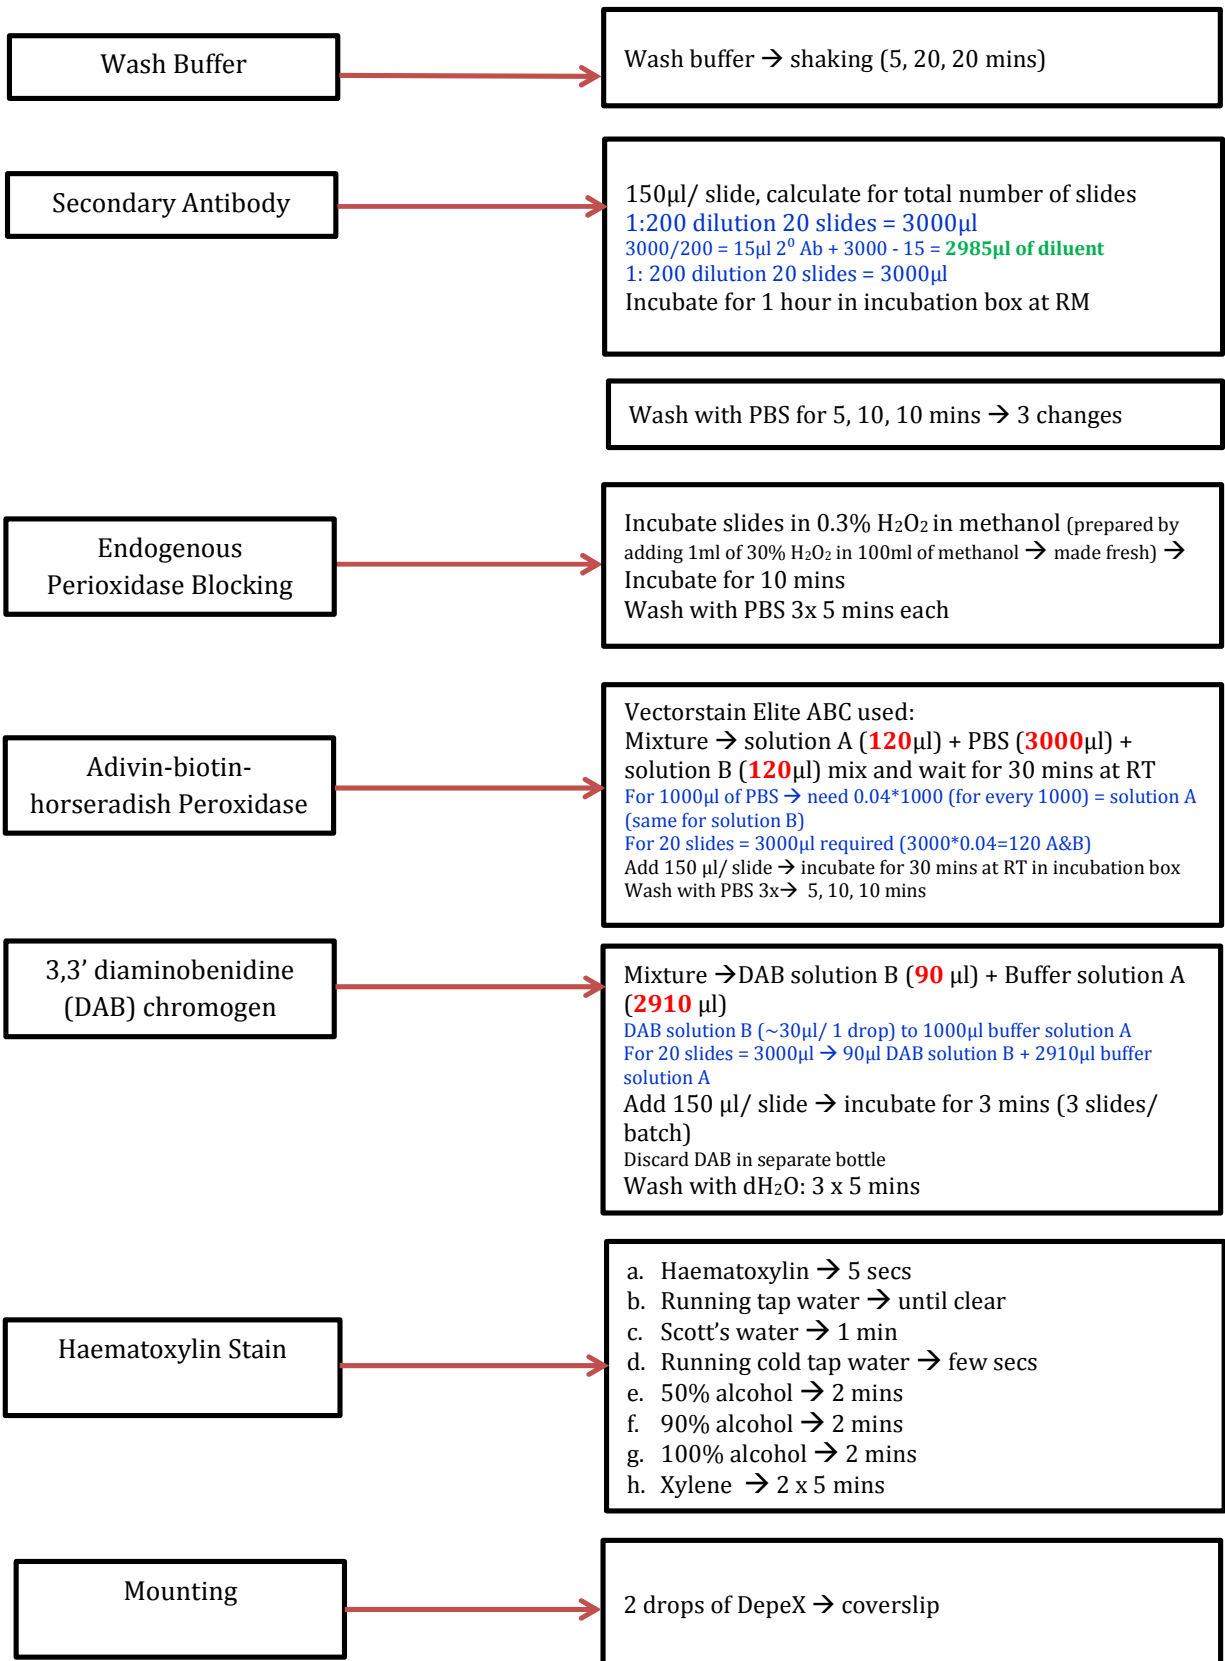 Wash Buffer
Wash buffer → shaking (5, 20, 20 mins)
Secondary Antibody
150µl/ slide, calculate for total number of slides
1:200 dilution 20 slides = 3000µl
3000/200 = 15µl 2⁰ Ab + 3000 - 15 = 2985µl of diluent
1: 200 dilution 20 slides = 3000µl
Incubate for 1 hour in incubation box at RM
Wash with PBS for 5, 10, 10 mins → 3 changes
Endogenous
Perioxidase Blocking
Incubate slides in 0.3% H₂O₂ in methanol (prepared by
adding 1ml of 30% H₂O₂ in 100ml of methanol → made fresh) →
Incubate for 10 mins
Wash with PBS 3x 5 mins each
Adivin-biotin-
horseradish Peroxidase
Vectorstain Elite ABC used:
Mixture → solution A (120µl) + PBS (3000µl) +
solution B (120µl) mix and wait for 30 mins at RT
For 1000µl of PBS → need 0.04*1000 (for every 1000) = solution A
(same for solution B)
For 20 slides = 3000µl required (3000*0.04=120 A&B)
Add 150 µl/ slide → incubate for 30 mins at RT in incubation box
Wash with PBS 3x→ 5, 10, 10 mins
3,3’ diaminobenidine
(DAB) chromogen
Mixture →DAB solution B (90 µl) + Buffer solution A
(2910 µl)
DAB solution B (~30µl/ 1 drop) to 1000µl buffer solution A
For 20 slides = 3000µl → 90µl DAB solution B + 2910µl buffer
solution A
Add 150 µl/ slide → incubate for 3 mins (3 slides/
batch)
Discard DAB in separate bottle
Wash with dH₂O: 3 x 5 mins
Haematoxylin Stain
a. Haematoxylin → 5 secs
b. Running tap water → until clear
c. Scott’s water → 1 min
d. Running cold tap water → few secs
e. 50% alcohol → 2 mins
f. 90% alcohol → 2 mins
g. 100% alcohol → 2 mins
h. Xylene → 2 x 5 mins
Mounting
2 drops of DepeX → coverslip